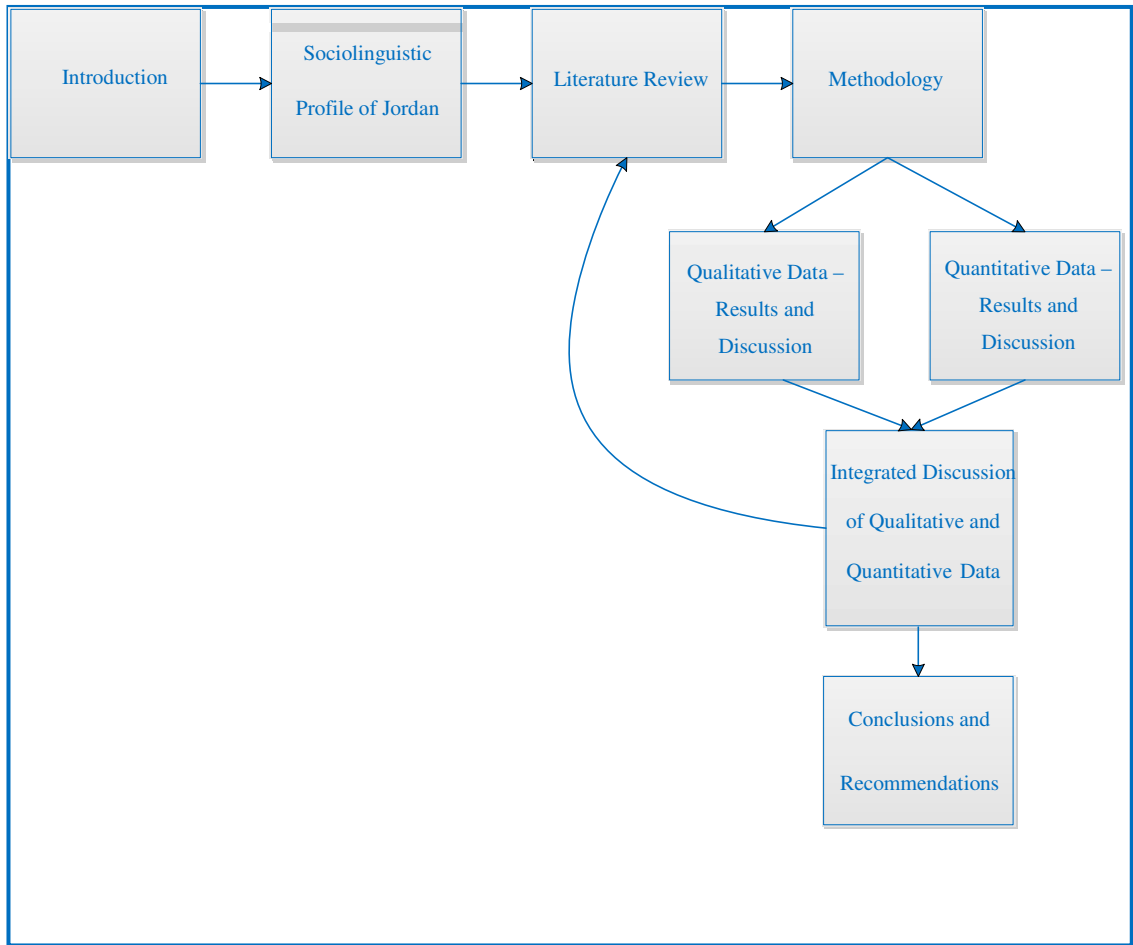 Introduction
Sociolinguistic
Profile of Jordan
Literature Review
Methodology
Qualitative Data –
Results and
Discussion
Quantitative Data –
Results and
Discussion
Integrated Discussion
of Qualitative and
Quantitative Data
Conclusions and
Recommendations